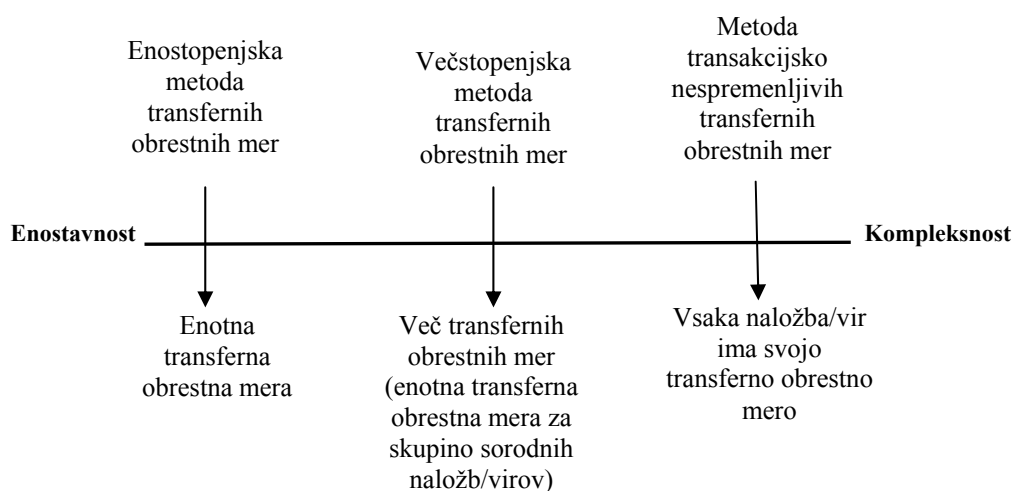 Enostopenjska
metoda
transfernih
obrestnih mer
Večstopenjska
metoda
transfernih
obrestnih mer
Metoda
transakcijsko
nespremenljivih
transfernih
obrestnih mer
Enostavnost
Kompleksnost
Enotna
transferna
obrestna mera
Več transfernih
obrestnih mer
(enotna transferna
obrestna mera za
skupino sorodnih
naložb/virov)
Vsaka naložba/vir
ima svojo
transferno obrestno
mero